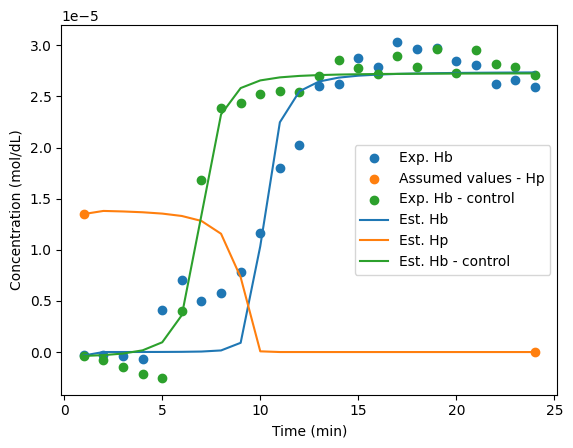 1e−5
3.0
2.5
2.0
1.5
1.0
0.5
0.0
Concentration (mol/dL)
Exp. Hb
Assumed values - Hp
Exp. Hb - control
Est. Hb
Est. Hp
Est. Hb - control
0 5 10 15 20 25
Time (min)